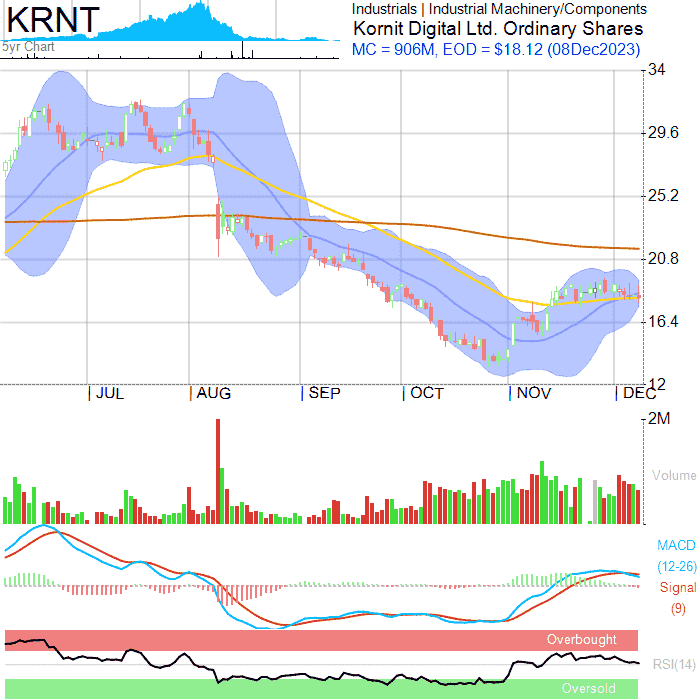 KRNT
5yr Chart
Industrials | Industrial Machinery/Components
Kornit Digital Ltd. Ordinary Shares
MC = 906M, EOD = $18.12 (08Dec2023)
34
29.6
25.2
20.8
16.4
12
JUL AUG SEP OCT NOV DEC
2M
Volume
MACD
(12-26)
Signal
(9)
Overbought
RSI(14)
Oversold